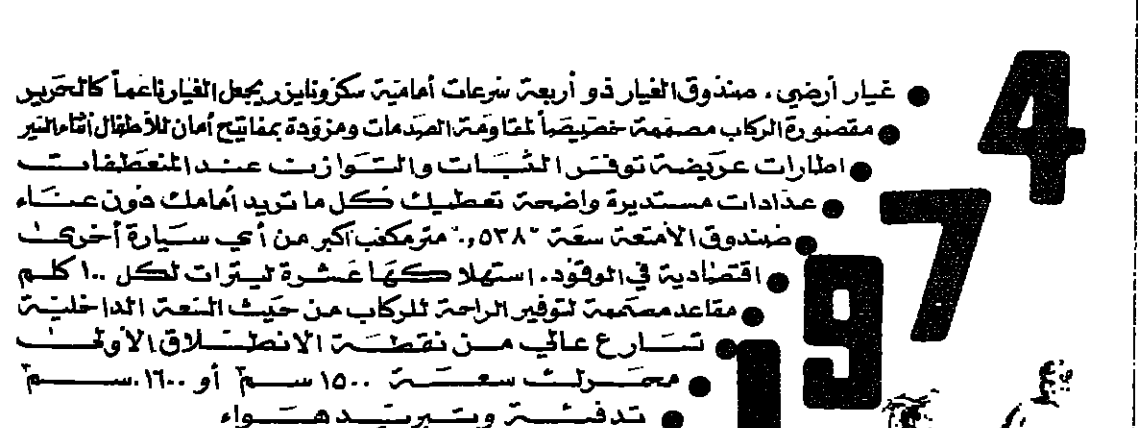 غيار أرضي، صندوق الغيار ذو أربعة سرعات أمامية سكرونايزر يجعل الغيار ناعماً كالحرير
مقصورة الركاب مصممة خصيصاً لمقاومة الصدمات ومزودة بمفاتيح أمان للأطفال أثناء السير
اطارات عريضة توفر الثبات والتوازن عند المنعطفات
عدادات مستديرة واضحة تعطيك كل ما تريد أمامك دون عناء
صندوق الأمتعة سعة "٥٣٨,." متر مكعب أكبر من أي سيارة أخرى
اقتصادية في الوقود. استهلاكها عشرة ليترات لكل ١٠٠ كلم
مقاعد مصممة لتوفير الراحة للركاب من حيث السعة الداخلية
تسارع عالي من نقطة الانطلاق الأولى
محرك سعة ١٥٠٠ سم٣ أو ١٦٠٠ سم٣
تدفئة وتبريد هواء
1974